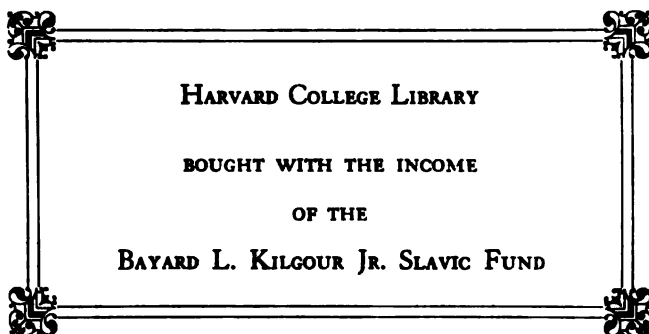 HARVARD COLLEGE LIBRARY
BOUGHT WITH THE INCOME
OF THE
BAYARD L. KILGOUR JR. SLAVIC FUND